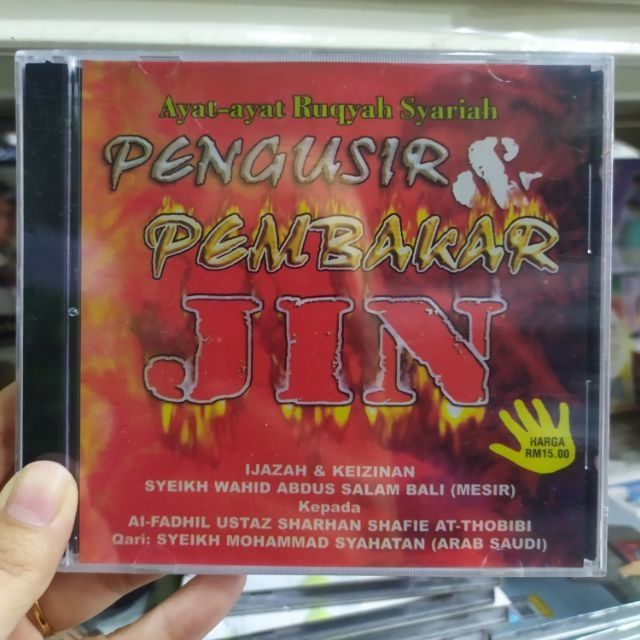 Ayat-ayat Ruqyah Syariah
PENGUSIR &
PEMBAKAR
JIN
HARGA
RM15.00
IJAZAH & KEIZINAN
SYEIKH WAHID ABDUS SALAM BALI (MESIR)
Kepada
Al-FADHIL USTAZ SHARHAN SHAFIE AT-THOBIBI
Qari: SYEIKH MOHAMMAD SYAHATAN (ARAB SAUDI)